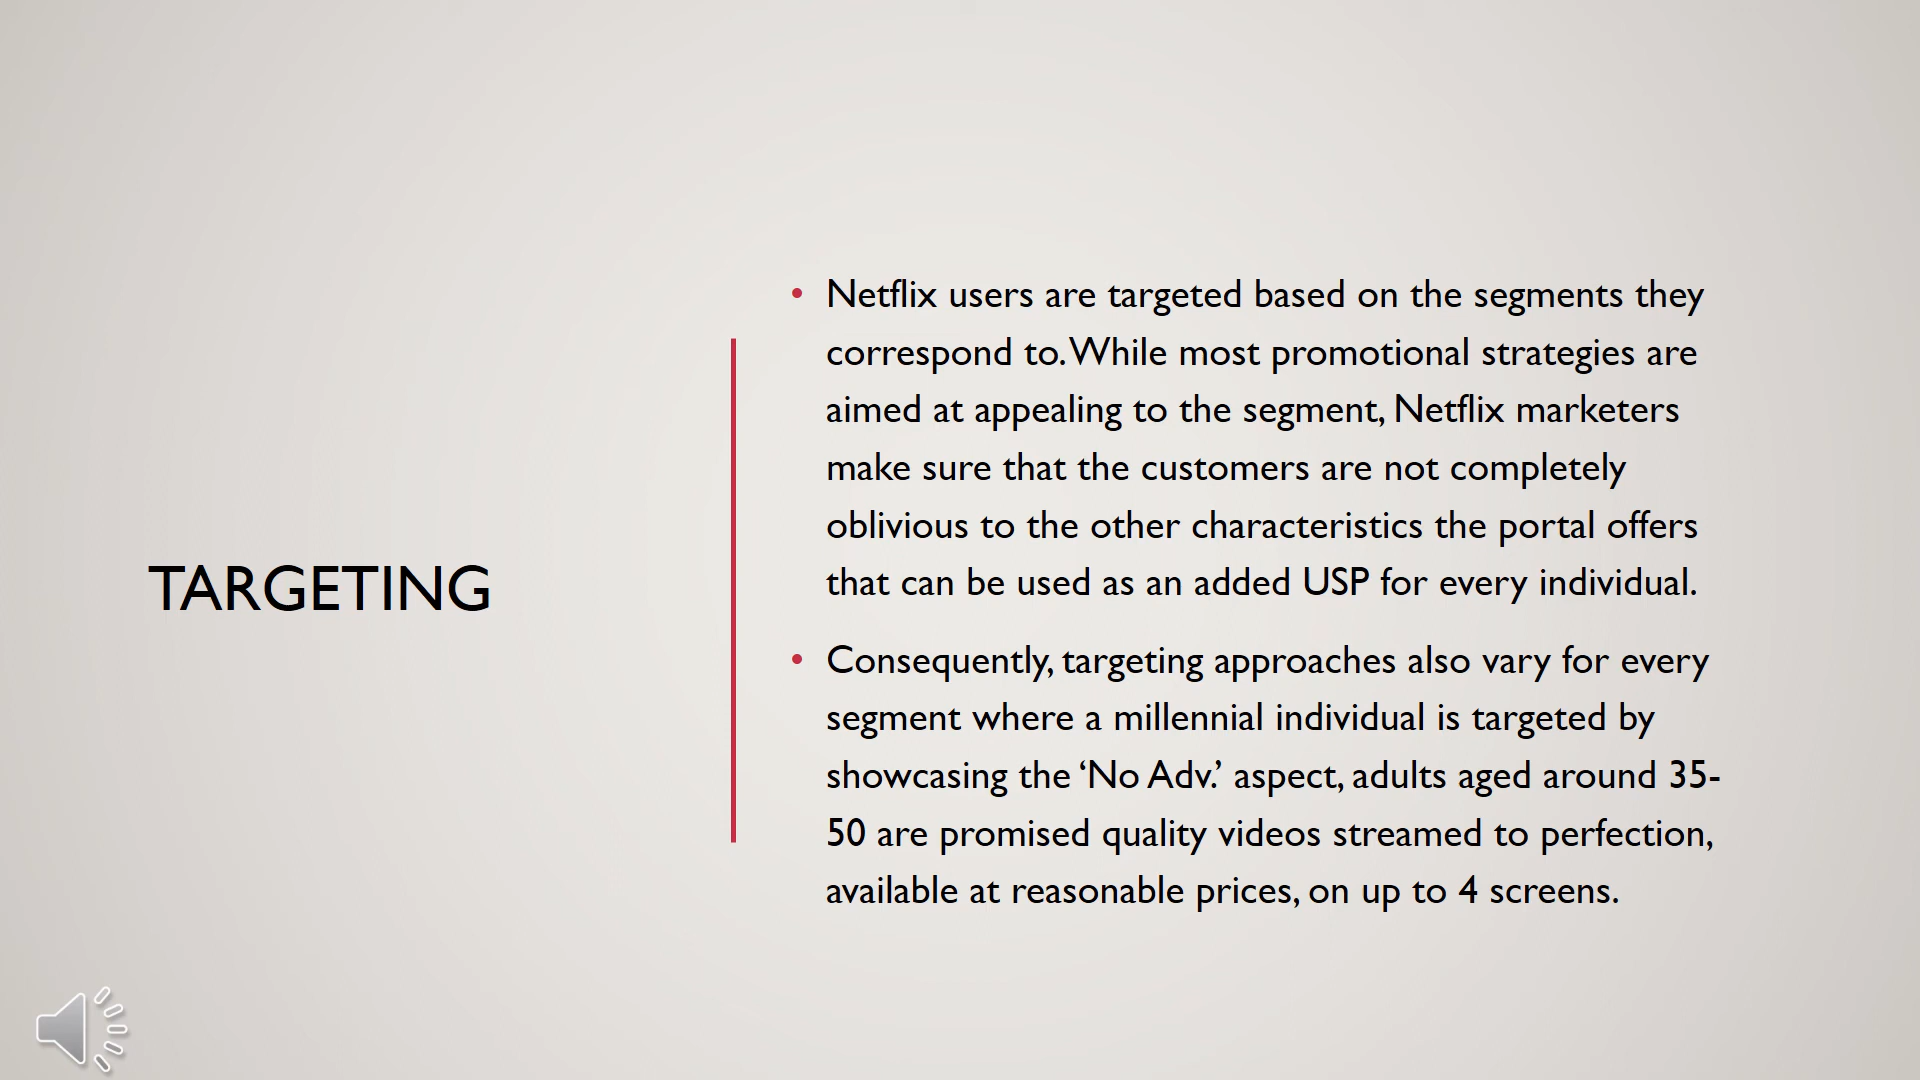 TARGETING
• Netflix users are targeted based on the segments they
correspond to. While most promotional strategies are
aimed at appealing to the segment, Netflix marketers
make sure that the customers are not completely
oblivious to the other characteristics the portal offers
that can be used as an added USP for every individual.
• Consequently, targeting approaches also vary for every
segment where a millennial individual is targeted by
showcasing the ‘No Adv.’ aspect, adults aged around 35-
50 are promised quality videos streamed to perfection,
available at reasonable prices, on up to 4 screens.